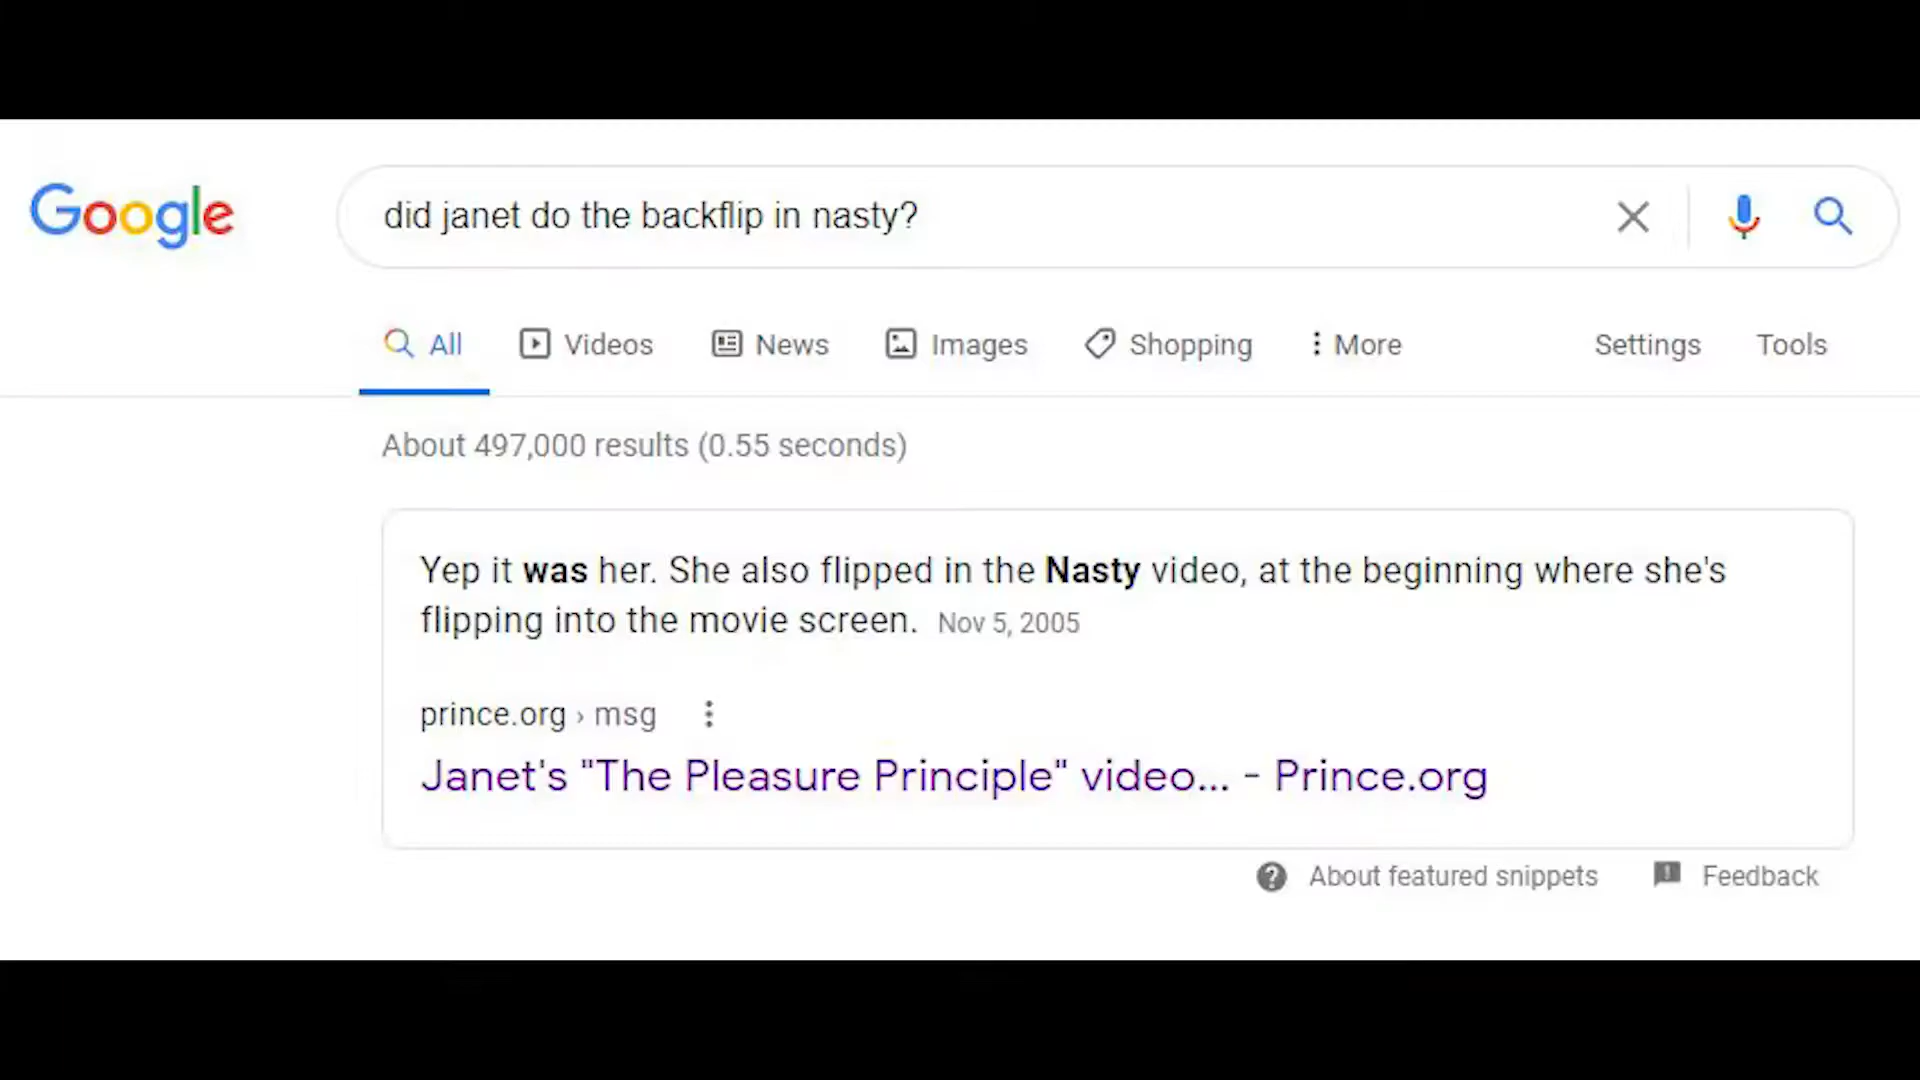 Google did janet do the backflip in nasty?
All Videos News Images Shopping More Settings Tools
About 497,000 results (0.55 seconds)
Yep it was her. She also flipped in the Nasty video, at the beginning where she's
flipping into the movie screen. Nov 5, 2005
prince.org › msg
Janet's "The Pleasure Principle" video... - Prince.org
About featured snippets Feedback